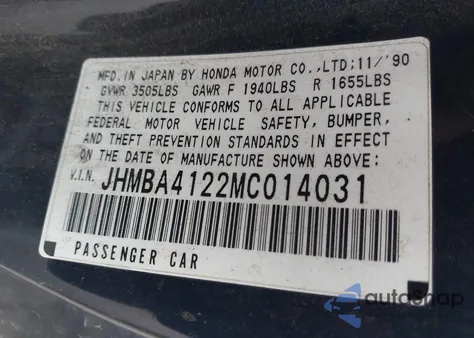 MFD. IN JAPAN BY HONDA MOTOR CO.,LTD;11/'90
GVWR 3505LBS GAWR F 1940LBS R 1655LBS
THIS VEHICLE CONFORMS TO ALL APPLICABLE
FEDERAL MOTOR VEHICLE SAFETY, BUMPER,
AND THEFT PREVENTION STANDARDS IN EFFECT
ON THE DATE OF MANUFACTURE SHOWN ABOVE:
V.I.N. JHMBA4122MC014031
PASSENGER CAR
autosnap